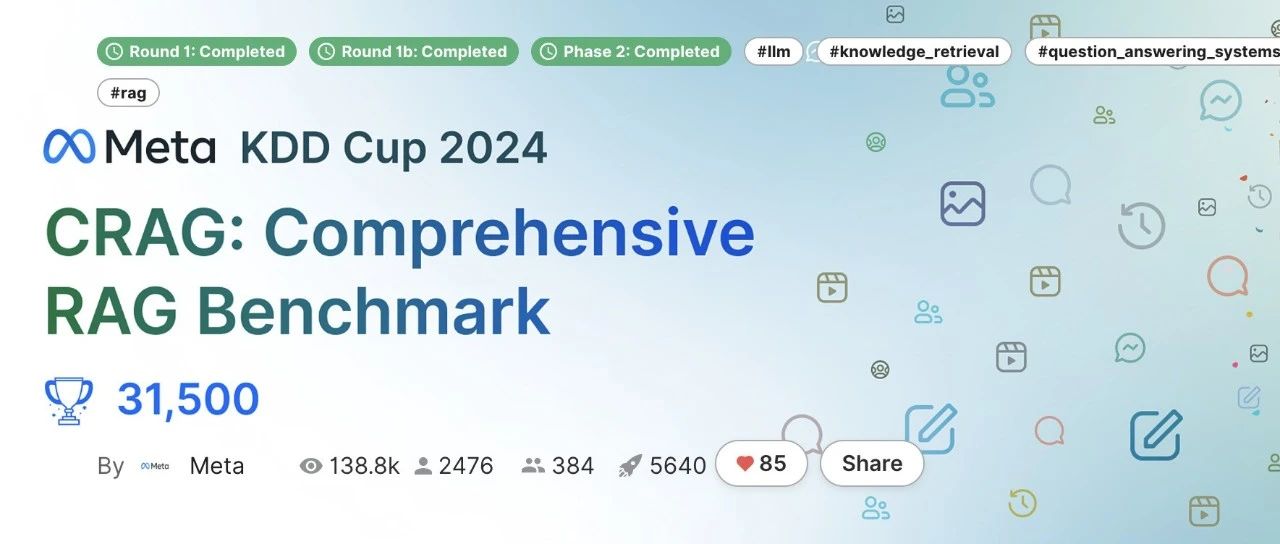 Round 1: Completed Round 1b: Completed Phase 2: Completed #llm #knowledge_retrieval #question_answering_systems
#rag
Meta KDD Cup 2024
CRAG: Comprehensive
RAG Benchmark
31,500
By Meta Meta 138.8k 2476 384 5640 85 Share